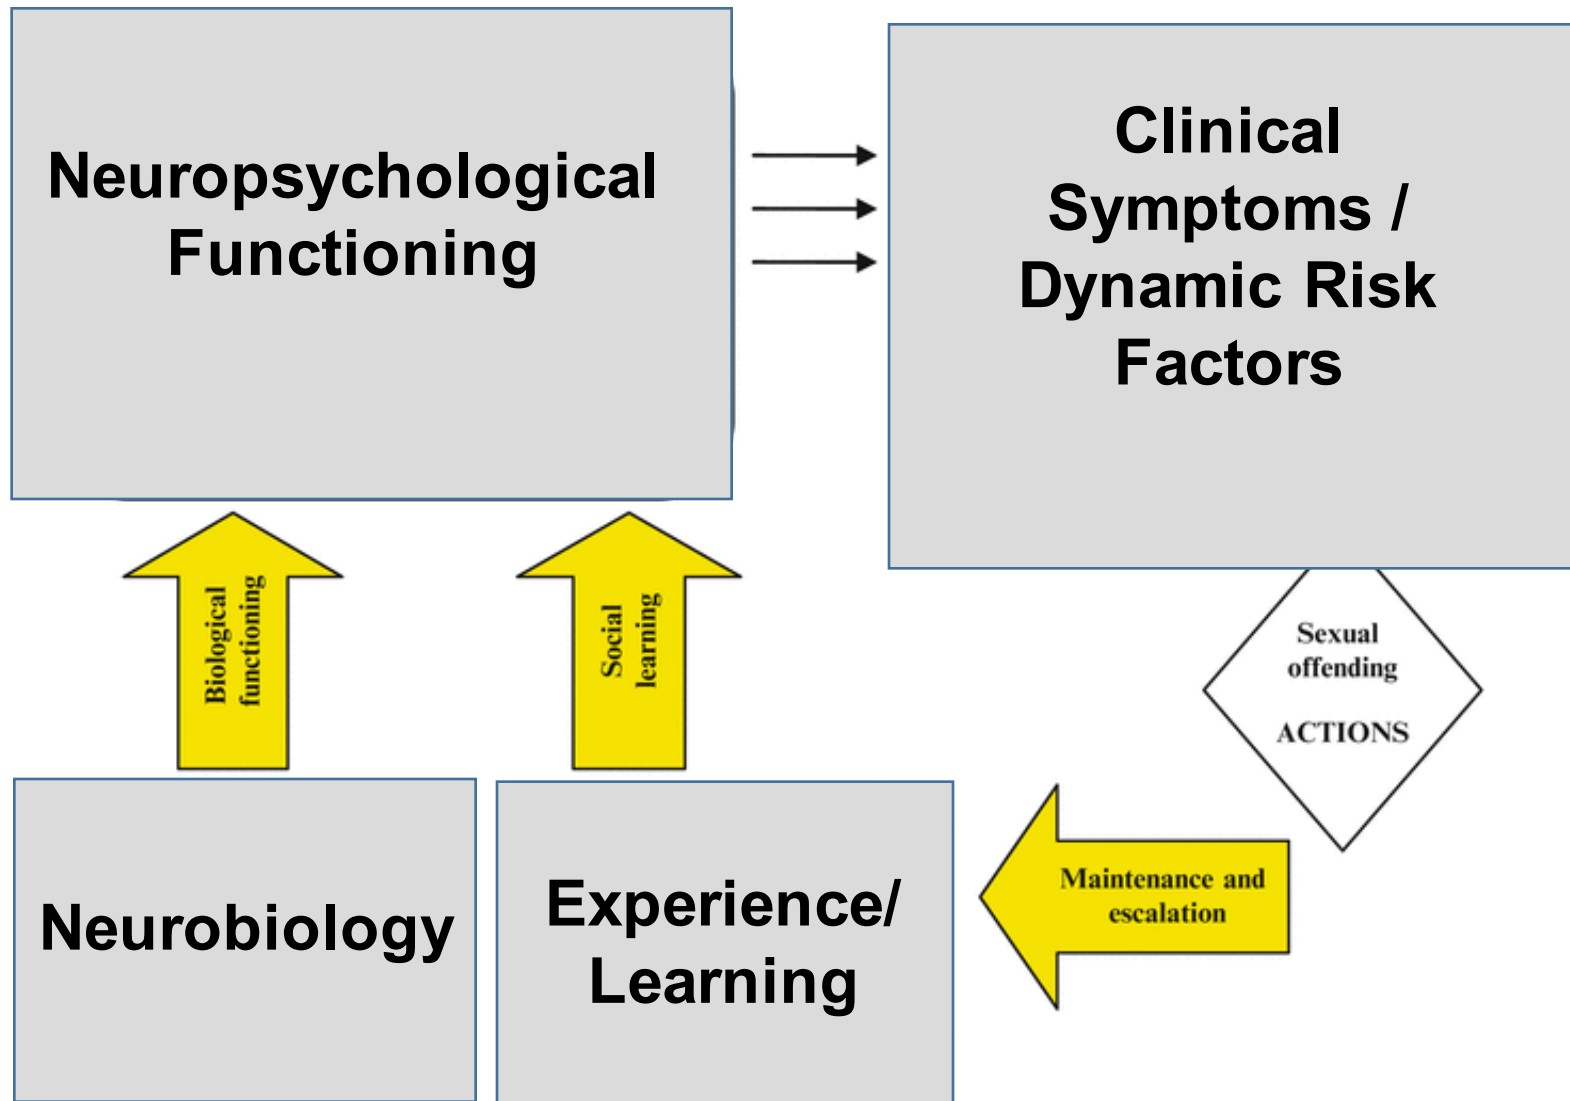 Neuropsychological
Functioning
Clinical
Symptoms /
Dynamic Risk
Factors
Biological
functioning
Social
learning
Sexual
offending
ACTIONS
Neurobiology
Experience/
Learning
Maintenance and
escalation